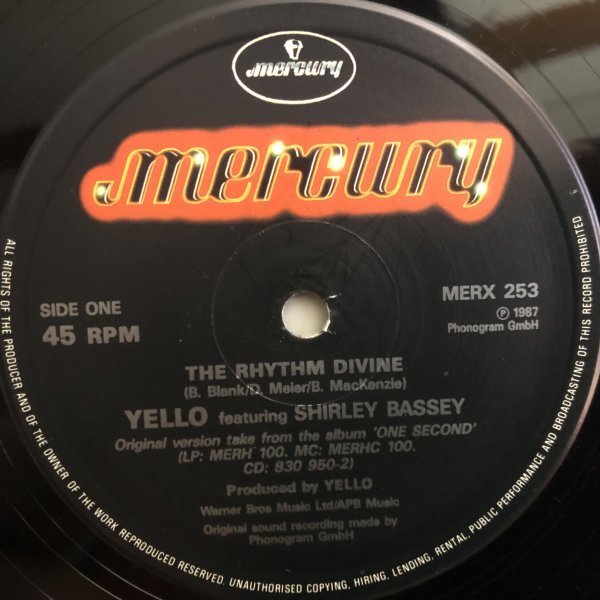 mercury
mercury
SIDE ONE
45 RPM
MERX 253
℗ 1987
Phonogram GmbH
THE RHYTHM DIVINE
(B. Blank/D. Meier/B. MacKenzie)
YELLO featuring SHIRLEY BASSEY
Original version take from the album 'ONE SECOND'
(LP: MERH 100. MC: MERHC 100.
CD: 830 950-2)
Produced by YELLO
Warner Bros Music Ltd/APB Music
Original sound recording made by
Phonogram GmbH
ALL RIGHTS OF THE PRODUCER AND OF THE OWNER OF THE WORK REPRODUCED RESERVED. UNAUTHORISED COPYING, HIRING, LENDING, RENTAL, PUBLIC PERFORMANCE AND BROADCASTING OF THIS RECORD PROHIBITED